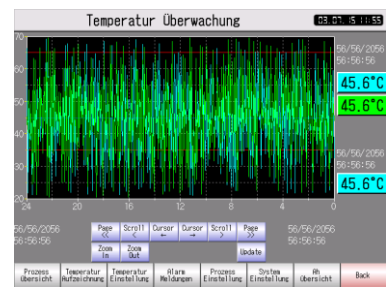 Temperatur Überwachung
03.07.15 11:55
70
60
50
40
30
20
24
20
16
12
8
4
0
56/56/2056
56:56:56
45.6°C
45.6°C
56/56/2056
56:56:56
45.6°C
56/56/2056
56:56:56
56/56/2056
56:56:56
Page <<
Scroll <
Cursor ←
Cursor →
Scroll >
Page >>
Zoom In
Zoom Out
Update
Prozess Übersicht
Temperatur Aufzeichnung
Temperatur Einstellung
Alarm Meldungen
Prozess Einstellung
System Einstellung
Rh Übersicht
Back